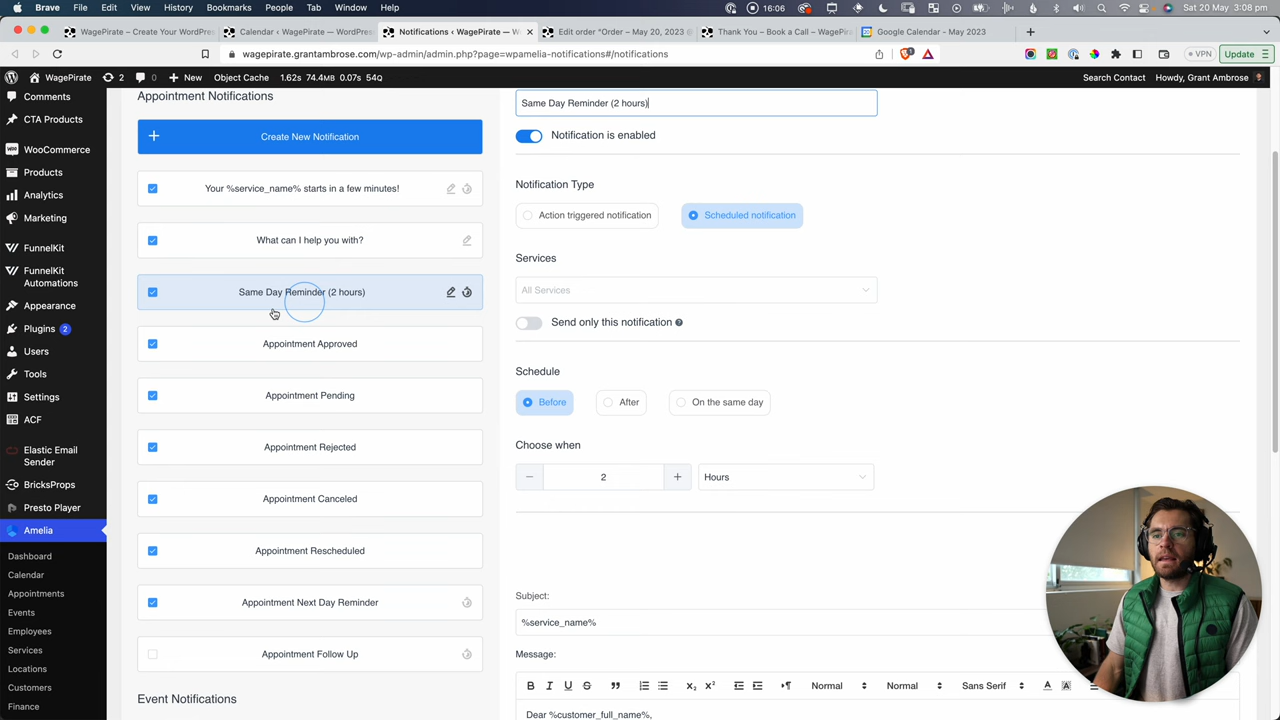 Chrome File Edit View History Bookmarks People Tab Window Help Sat 20 May 3:08 pm
16:06
WagePirate – Create Your WordPres
Calendar ‹ WagePirate — WordPres
Notifications ‹ WagePirate — W
Edit order "Order – May 20, 2023 @
Thank You – Book a Call – WagePira
Google Calendar - May 2023
wagepirate.grantambrose.com/wp-admin/admin.php?page=wpamelia-notifications#/notifications
VPN
Update
WagePirate 2 0 New Object Cache 1.62s 74.4MB 0.07s 54Q Search Contact Howdy, Grant Ambrose
Comments
CTA Products
WooCommerce
Products
Analytics
Marketing
FunnelKit
FunnelKit
Automations
Appearance
Plugins 2
Users
Tools
Settings
ACF
Elastic Email
Sender
BricksProps
Presto Player
Amelia
Dashboard
Calendar
Appointments
Events
Employees
Services
Locations
Customers
Finance
Appointment Notifications
Create New Notification
Your %service_name% starts in a few minutes!
What can I help you with?
Same Day Reminder (2 hours)
Appointment Approved
Appointment Pending
Appointment Rejected
Appointment Canceled
Appointment Rescheduled
Appointment Next Day Reminder
Appointment Follow Up
Event Notifications
Same Day Reminder (2 hours)
Notification is enabled
Notification Type
Action triggered notification
Scheduled notification
Services
All Services
Send only this notification
Schedule
Before
After
On the same day
Choose when
2
Hours
Subject:
%service_name%
Message:
Normal Normal Sans Serif
Dear %customer_full_name%,